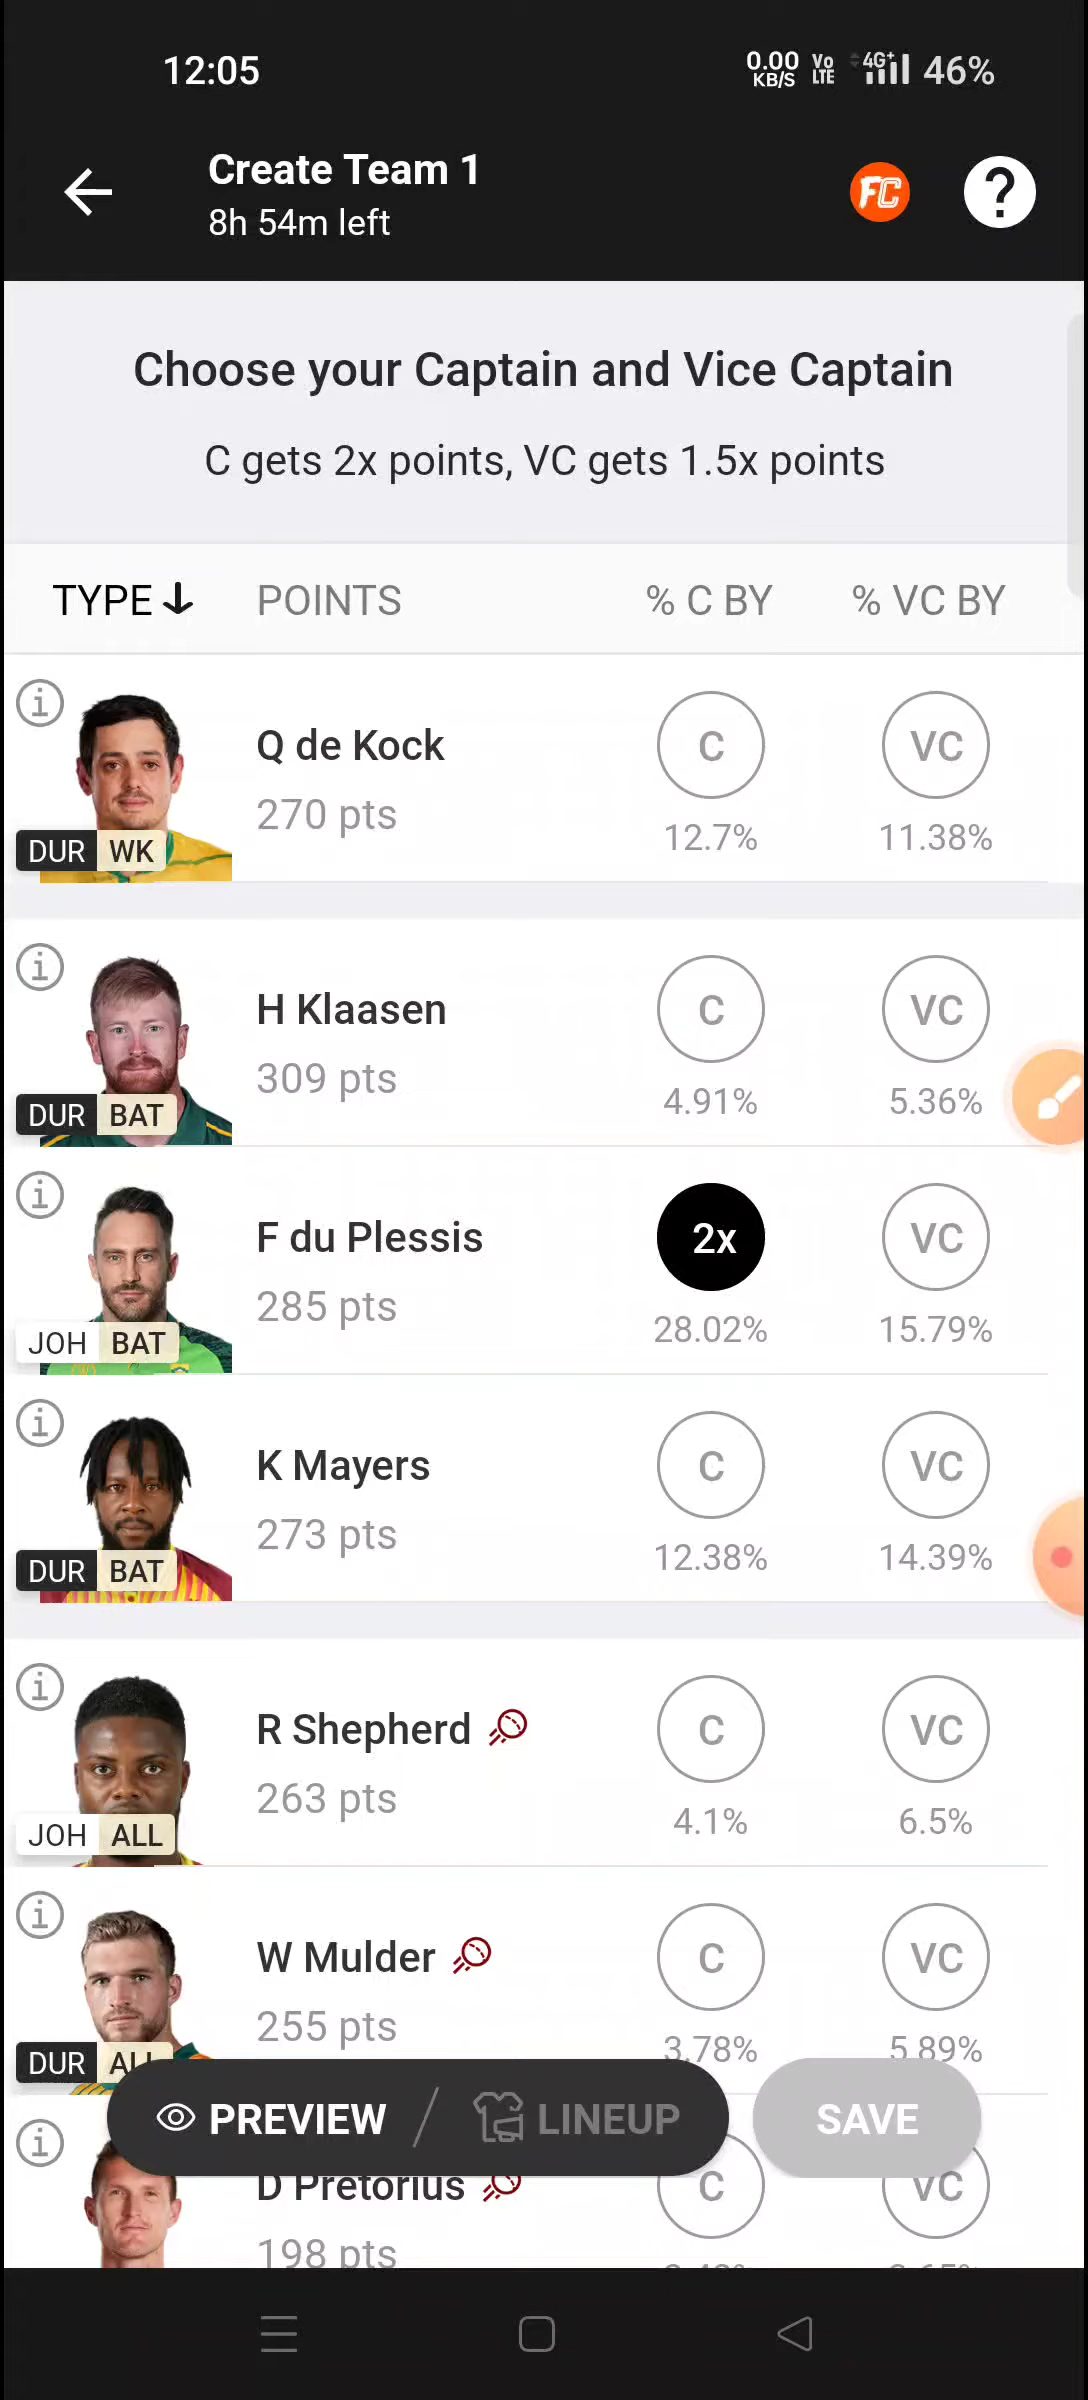 12:05
0.00 KB/S Vo LTE 4G+ 46%
Create Team 1
8h 54m left
FC
?
Choose your Captain and Vice Captain
C gets 2x points, VC gets 1.5x points
TYPE POINTS % C BY % VC BY
Q de Kock
270 pts
DUR WK
C
12.7%
VC
11.38%
H Klaasen
309 pts
DUR BAT
C
4.91%
VC
5.36%
F du Plessis
285 pts
JOH BAT
2x
28.02%
VC
15.79%
K Mayers
273 pts
DUR BAT
C
12.38%
VC
14.39%
R Shepherd
263 pts
JOH ALL
C
4.1%
VC
6.5%
W Mulder
255 pts
DUR ALL
C
3.78%
VC
5.89%
PREVIEW / LINEUP SAVE
D Pretorius
198 pts
C
VC